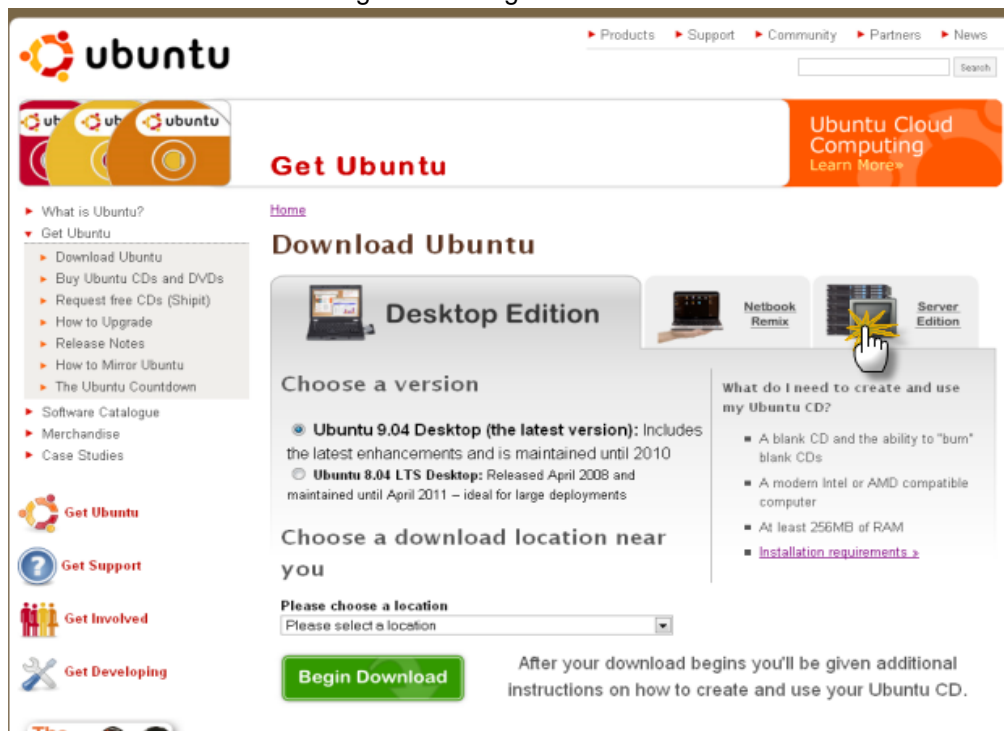 ubuntu
Products Support Community Partners News
Search
ubuntu
Get Ubuntu
Ubuntu Cloud
Computing
Learn More»
What is Ubuntu?
Get Ubuntu
Download Ubuntu
Buy Ubuntu CDs and DVDs
Request free CDs (Shipit)
How to Upgrade
Release Notes
How to Mirror Ubuntu
The Ubuntu Countdown
Software Catalogue
Merchandise
Case Studies
Get Ubuntu
Get Support
Get Involved
Get Developing
The
Home
Download Ubuntu
Desktop Edition
Netbook
Remix
Server
Edition
Choose a version
Ubuntu 9.04 Desktop (the latest version): Includes
the latest enhancements and is maintained until 2010
Ubuntu 8.04 LTS Desktop: Released April 2008 and
maintained until April 2011 – ideal for large deployments
Choose a download location near
you
Please choose a location
Please select a location
Begin Download
After your download begins you'll be given additional
instructions on how to create and use your Ubuntu CD.
What do I need to create and use
my Ubuntu CD?
A blank CD and the ability to "burn"
blank CDs
A modern Intel or AMD compatible
computer
At least 256MB of RAM
Installation requirements »